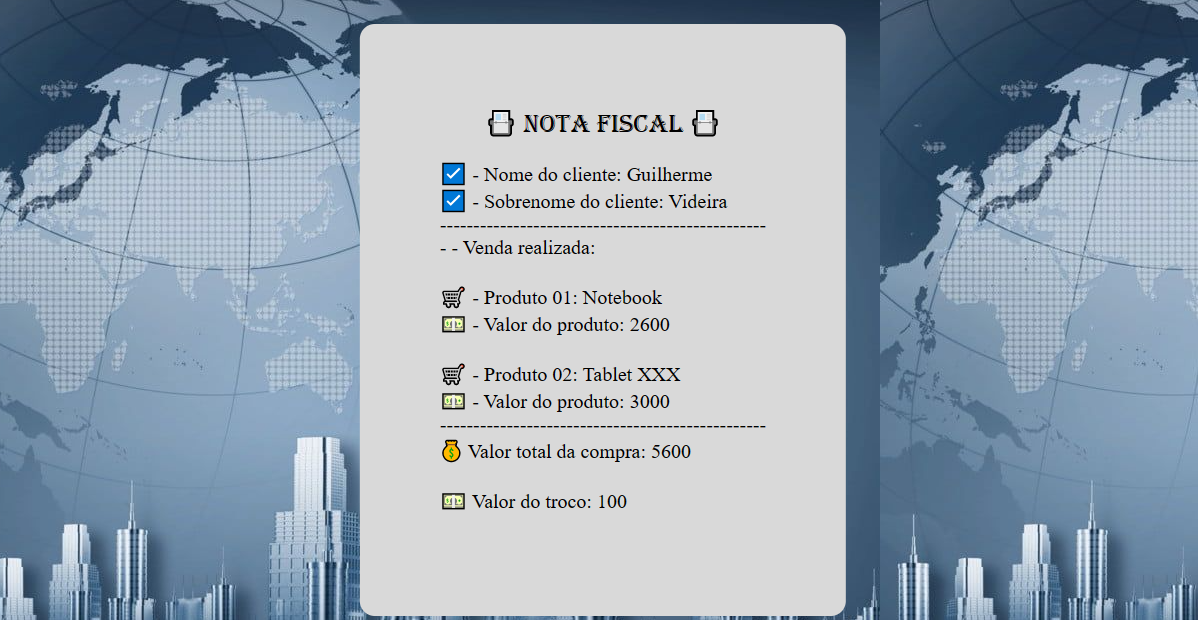 NOTA FISCAL
- Nome do cliente: Guilherme
- Sobrenome do cliente: Videira
-------------------------------------------------
- - Venda realizada:
- Produto 01: Notebook
- Valor do produto: 2600
- Produto 02: Tablet XXX
- Valor do produto: 3000
-------------------------------------------------
Valor total da compra: 5600
Valor do troco: 100